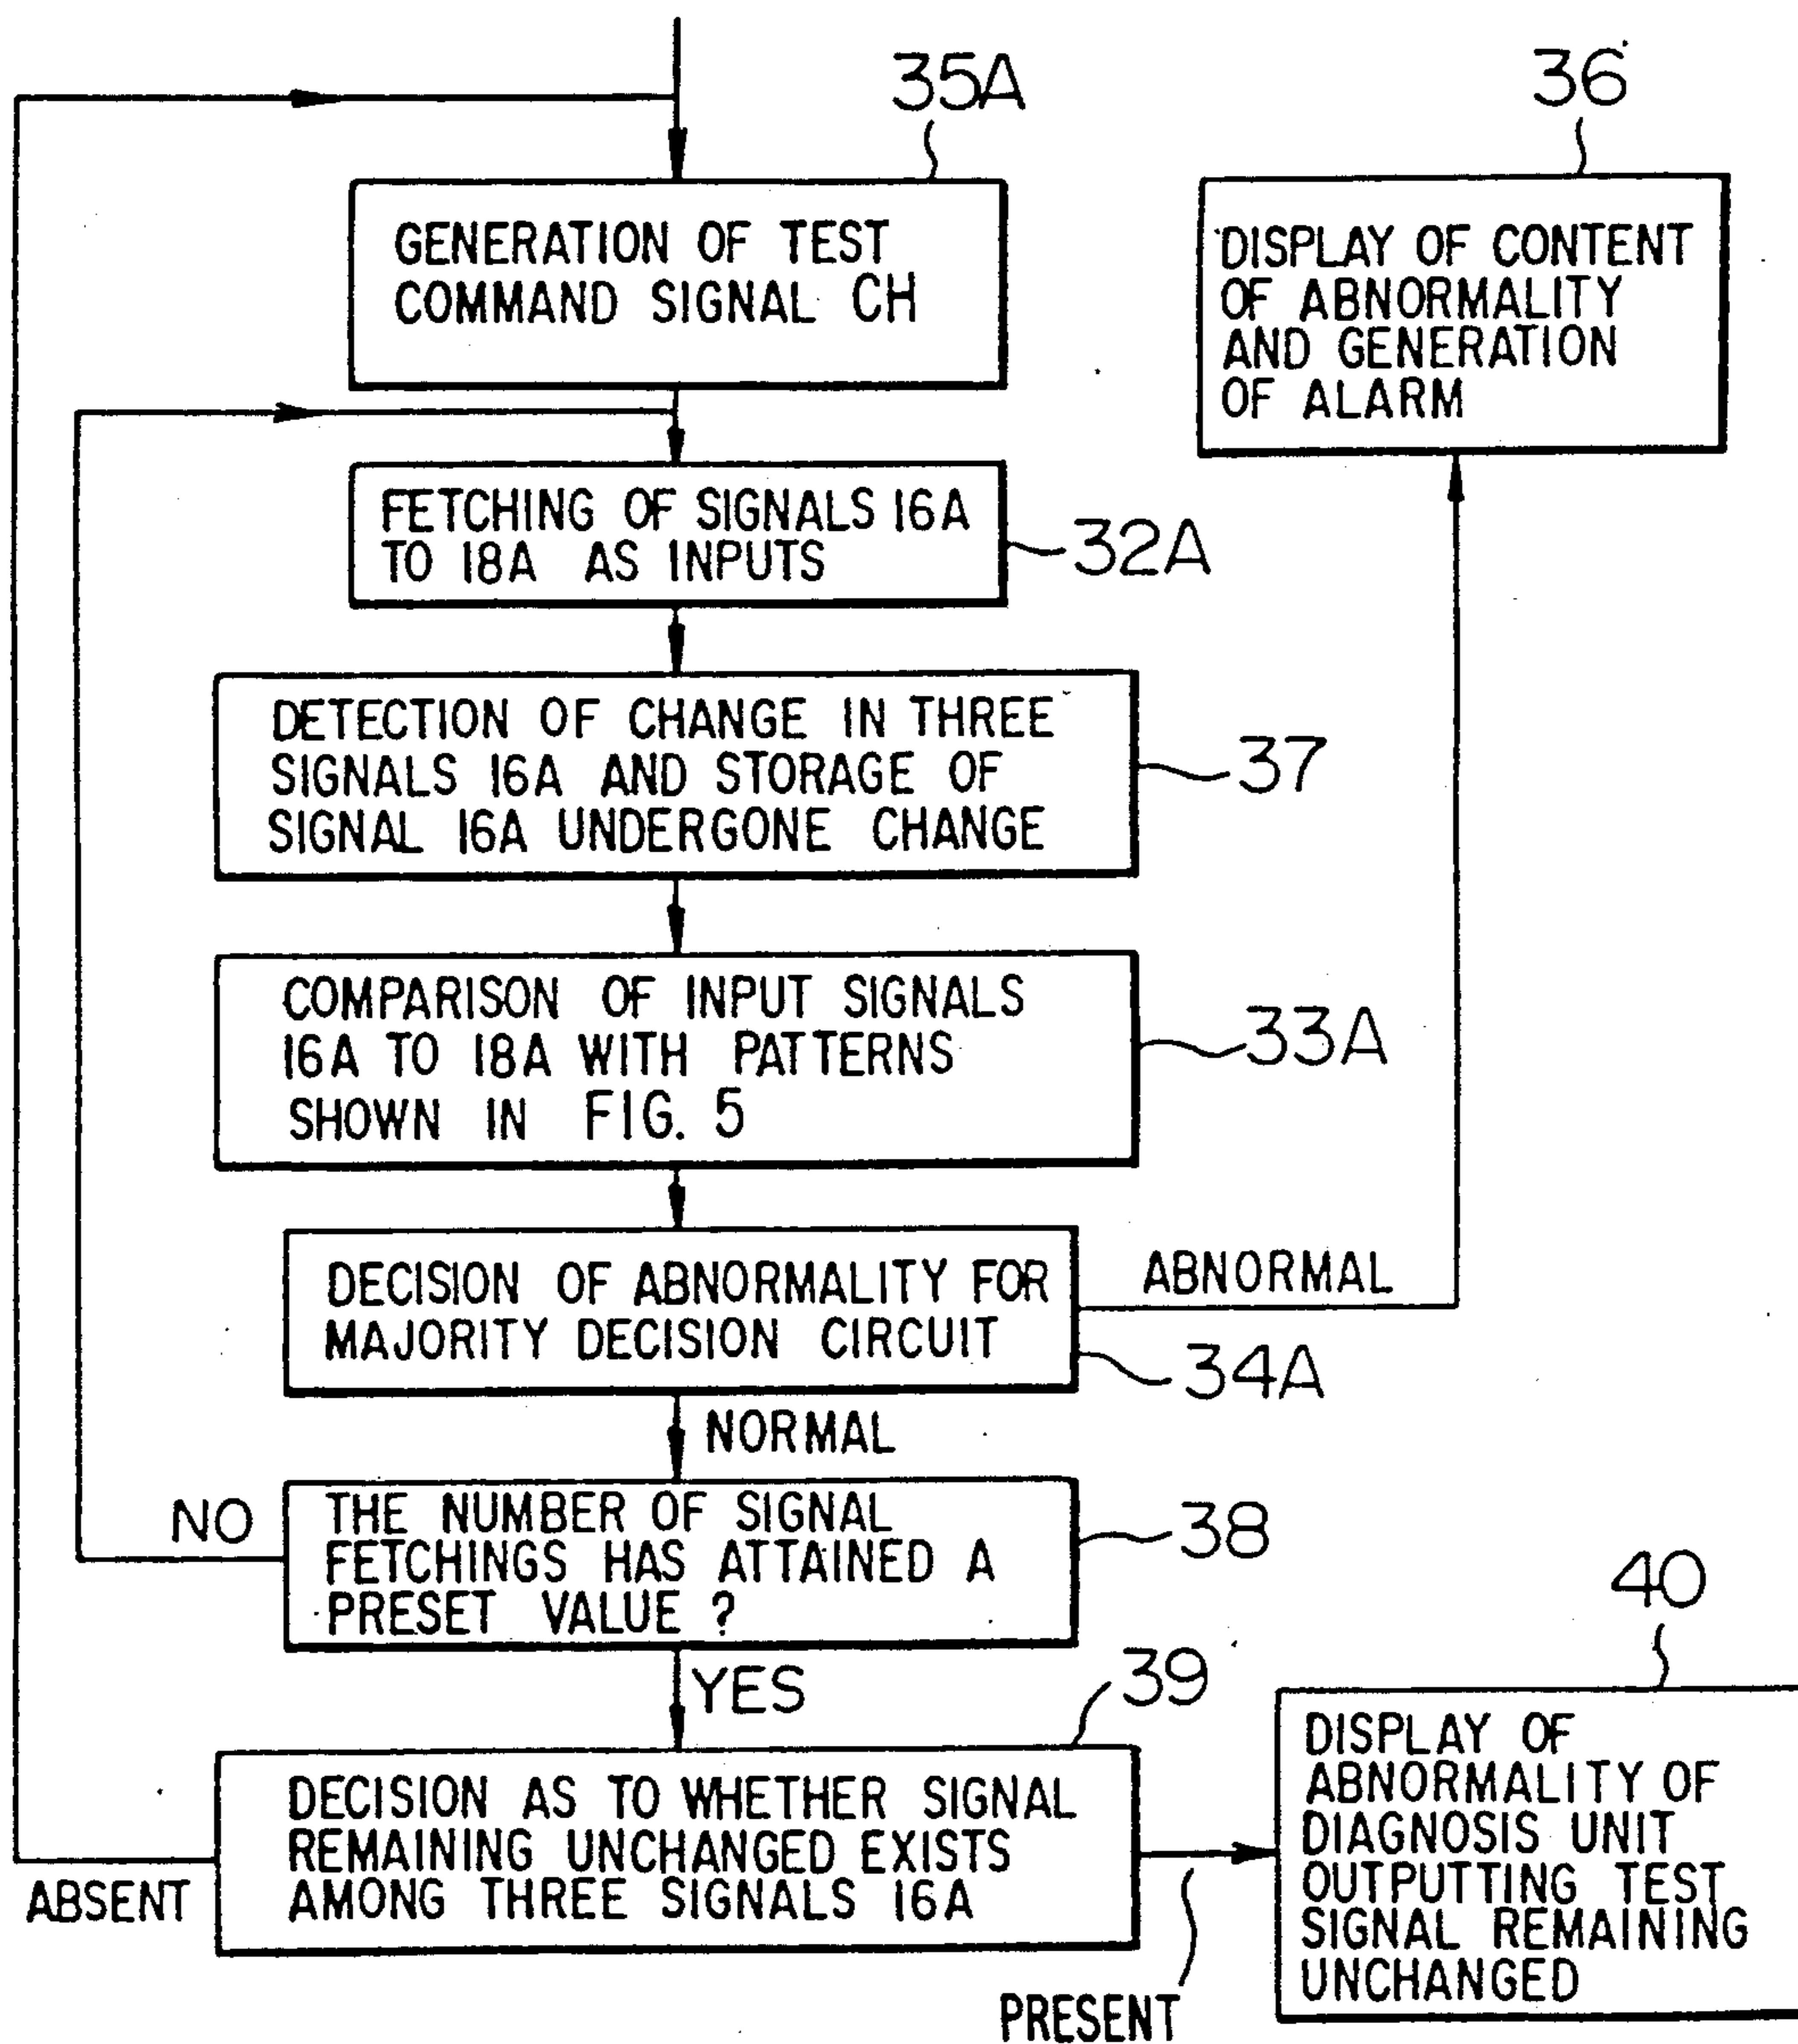 35A
GENERATION OF TEST
COMMAND SIGNAL CH
36
DISPLAY OF CONTENT
OF ABNORMALITY
AND GENERATION
OF ALARM
FETCHING OF SIGNALS 16A
TO 18A AS INPUTS
32A
DETECTION OF CHANGE IN THREE
SIGNALS 16A AND STORAGE OF
SIGNAL 16A UNDERGONE CHANGE
37
COMPARISON OF INPUT SIGNALS
16A TO 18A WITH PATTERNS
SHOWN IN FIG. 5
33A
DECISION OF ABNORMALITY FOR
MAJORITY DECISION CIRCUIT
ABNORMAL
34A
NORMAL
NO
THE NUMBER OF SIGNAL
FETCHINGS HAS ATTAINED A
PRESET VALUE ?
38
YES
39
DECISION AS TO WHETHER SIGNAL
REMAINING UNCHANGED EXISTS
AMONG THREE SIGNALS 16A
ABSENT
PRESENT
40
DISPLAY OF
ABNORMALITY OF
DIAGNOSIS UNIT
OUTPUTTING TEST
SIGNAL REMAINING
UNCHANGED